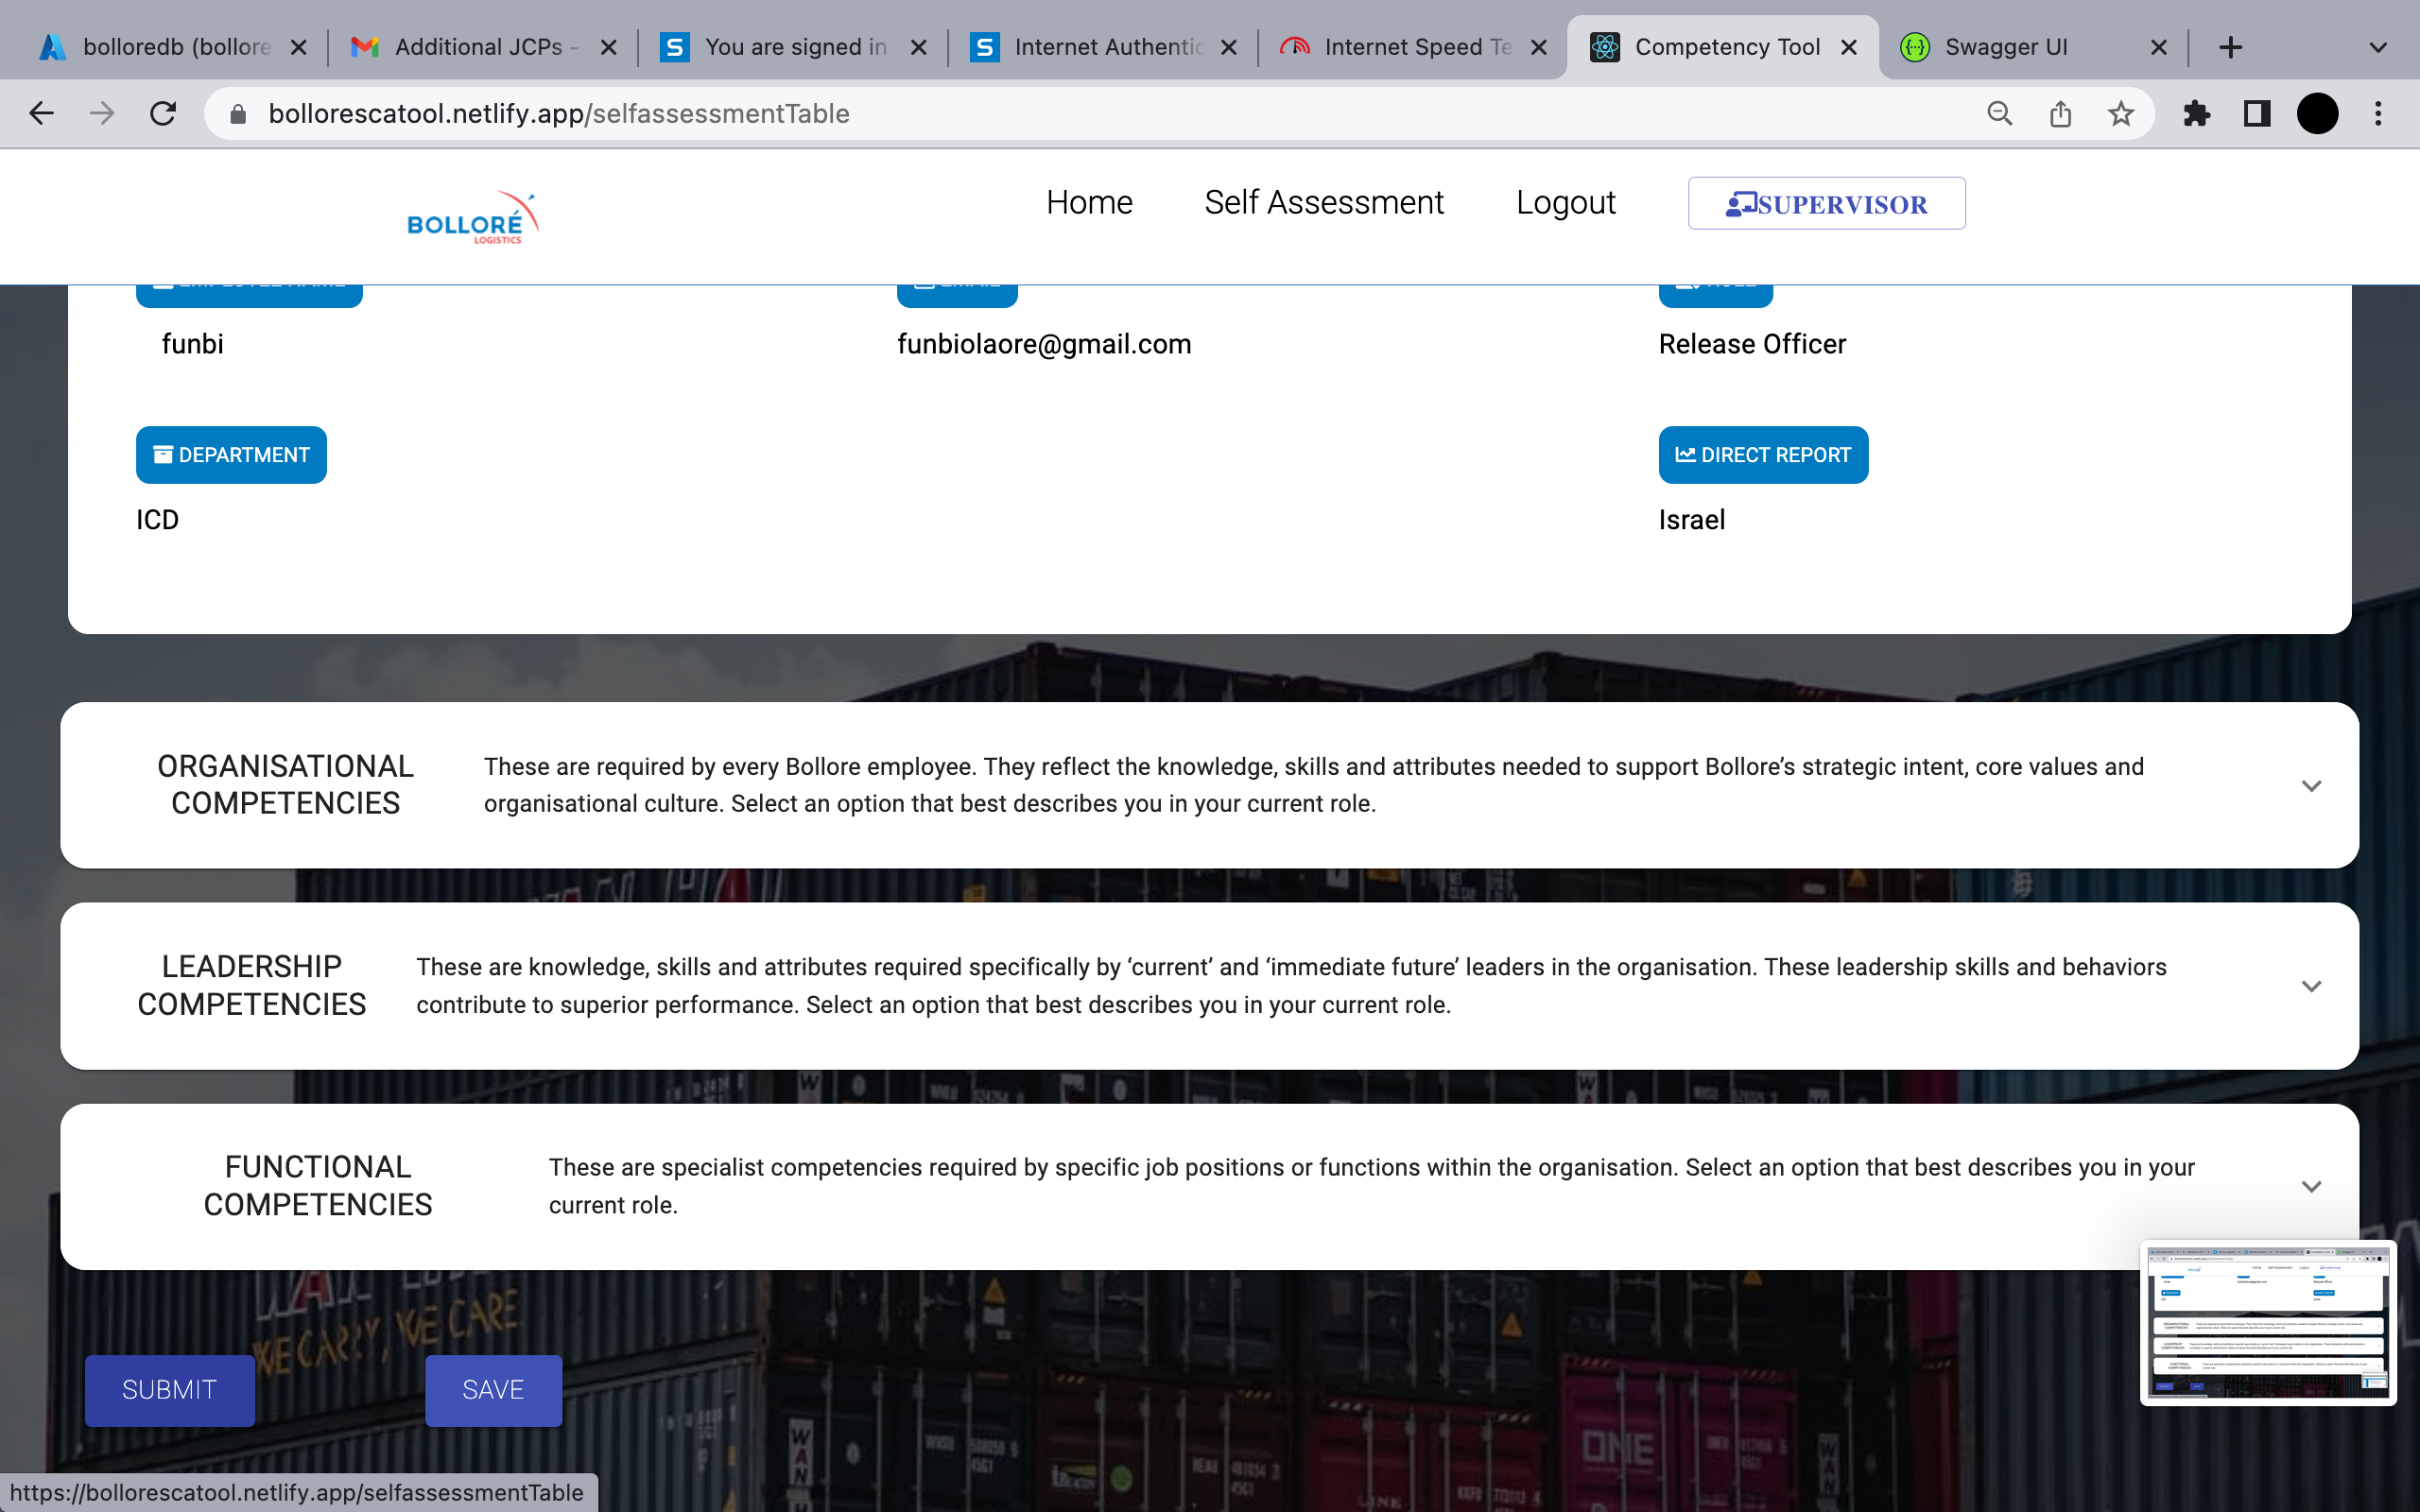 bolloredb (bollore
Additional JCPs -
You are signed in
Internet Authentic
Internet Speed Te
Competency Tool
Swagger UI
bollorescatool.netlify.app/selfassessmentTable
BOLLORÉ
LOGISTICS
Home
Self Assessment
Logout
SUPERVISOR
funbi
funbiolaore@gmail.com
Release Officer
DEPARTMENT
DIRECT REPORT
ICD
Israel
ORGANISATIONAL
COMPETENCIES
These are required by every Bollore employee. They reflect the knowledge, skills and attributes needed to support Bollore’s strategic intent, core values and
organisational culture. Select an option that best describes you in your current role.
LEADERSHIP
COMPETENCIES
These are knowledge, skills and attributes required specifically by ‘current’ and ‘immediate future’ leaders in the organisation. These leadership skills and behaviors
contribute to superior performance. Select an option that best describes you in your current role.
FUNCTIONAL
COMPETENCIES
These are specialist competencies required by specific job positions or functions within the organisation. Select an option that best describes you in your
current role.
WE CARRY, WE CARE.
SUBMIT
SAVE
ONE
https://bollorescatool.netlify.app/selfassessmentTable